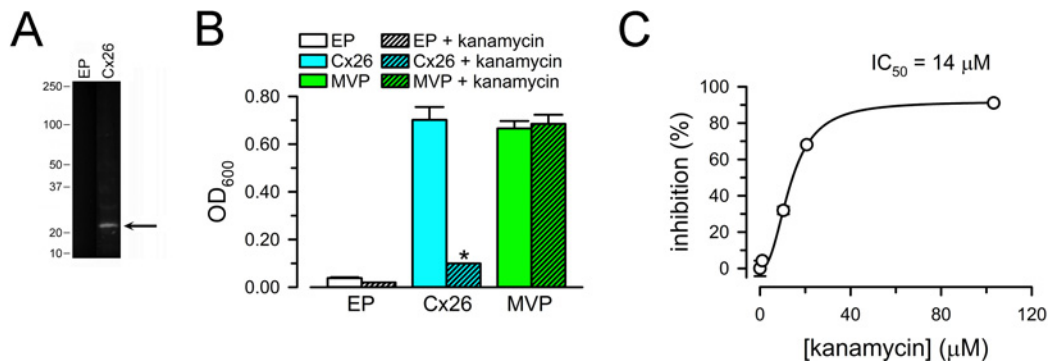 A
EP
Cx26
250
100
50
37
20
10
B
EP EP + kanamycin
Cx26 Cx26 + kanamycin
MVP MVP + kanamycin
OD600
0.80
0.60
0.40
0.20
0.00
*
EP Cx26 MVP
C
IC50 = 14 μM
inhibition (%)
100
80
60
40
20
0
0 40 80 120
[kanamycin] (μM)